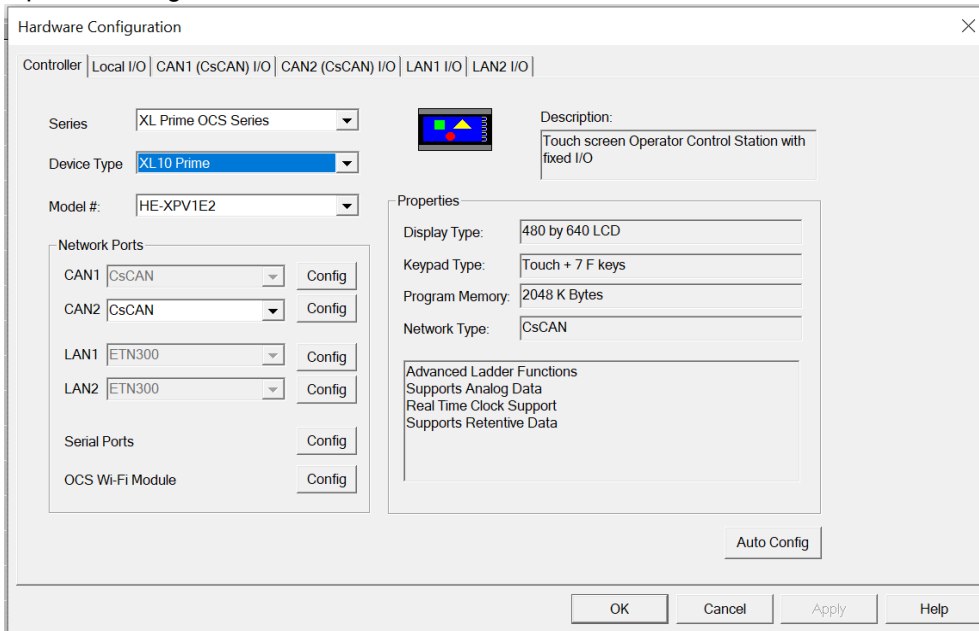 Hardware Configuration
Controller Local I/O CAN1 (CsCAN) I/O CAN2 (CsCAN) I/O LAN1 I/O LAN2 I/O
Series XL Prime OCS Series
Device Type XL10 Prime
Model #: HE-XPV1E2
Network Ports
CAN1 CsCAN Config
CAN2 CsCAN Config
LAN1 ETN300 Config
LAN2 ETN300 Config
Serial Ports Config
OCS Wi-Fi Module Config
Description:
Touch screen Operator Control Station with
fixed I/O
Properties
Display Type: 480 by 640 LCD
Keypad Type: Touch + 7 F keys
Program Memory: 2048 K Bytes
Network Type: CsCAN
Advanced Ladder Functions
Supports Analog Data
Real Time Clock Support
Supports Retentive Data
Auto Config
OK Cancel Apply Help